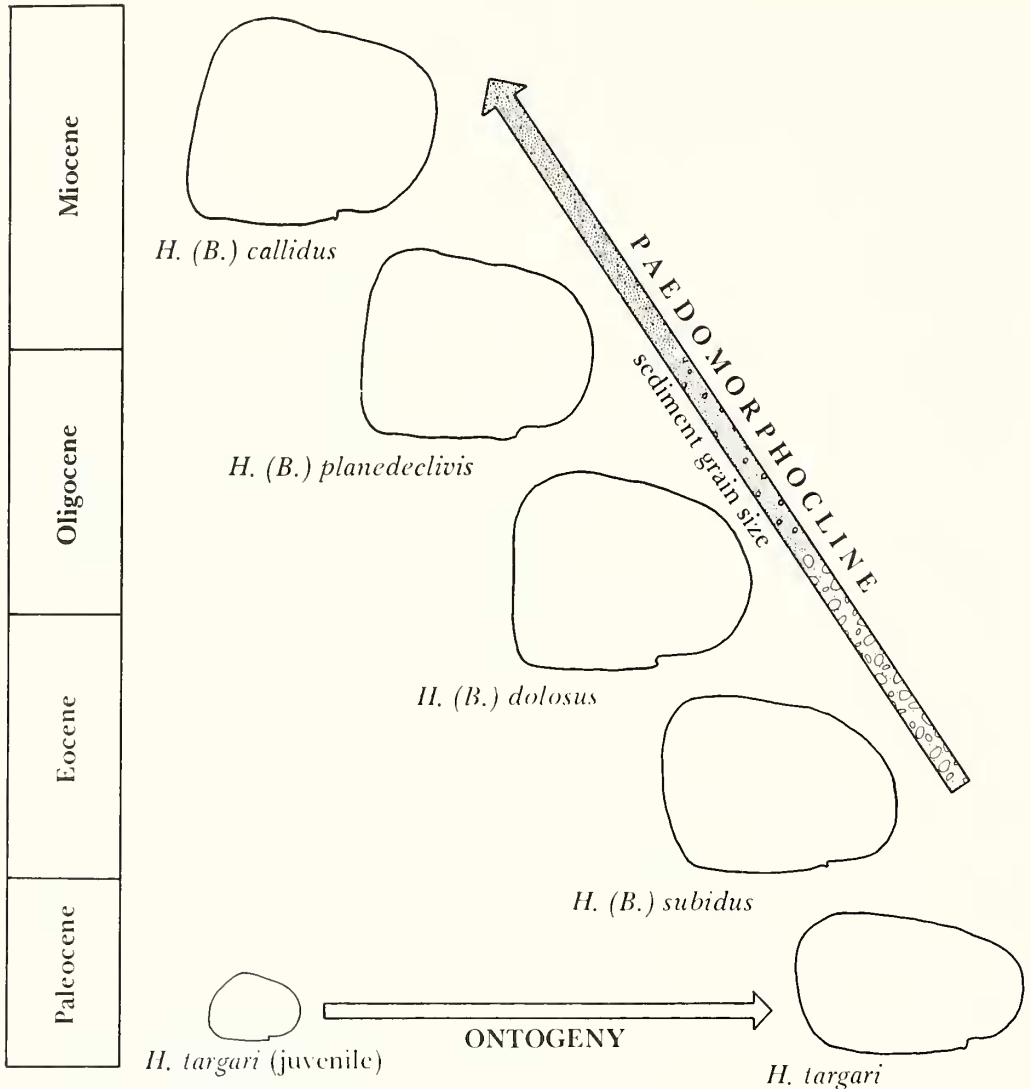 Miocene
Oligocene
Eocene
Paleocene
H. (B.) callidus
H. (B.) planedeclivis
H. (B.) dolosus
H. (B.) subidus
H. targari (juvenile)
H. targari
ONTOGENY
PAEDOMORPHOCLINE
sediment grain size